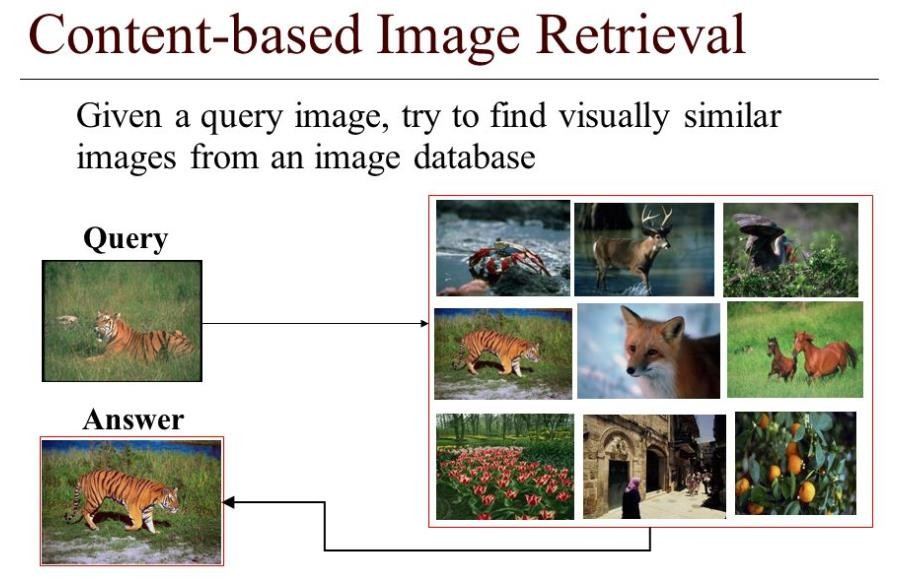 Content-based Image Retrieval
Given a query image, try to find visually similar
images from an image database
Query
Answer